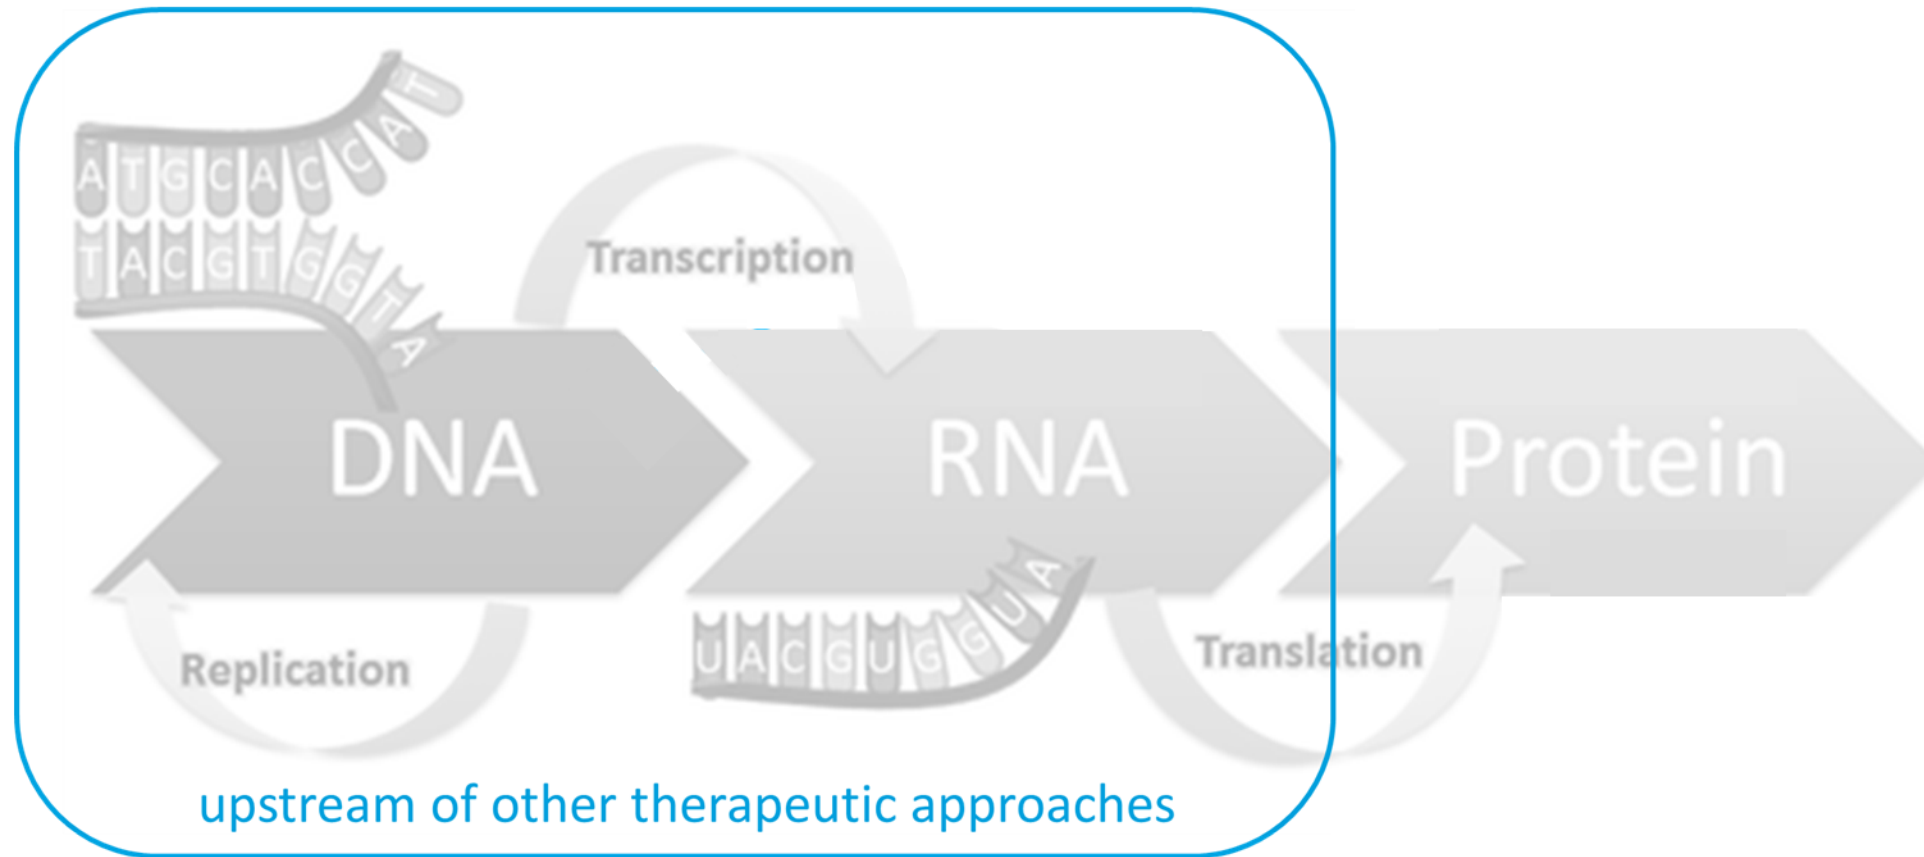 A T G C A C C A T
T A C G T G G T A
Transcription
DNA
RNA
Protein
U A C G U G G U A
Replication
Translation
upstream of other therapeutic approaches